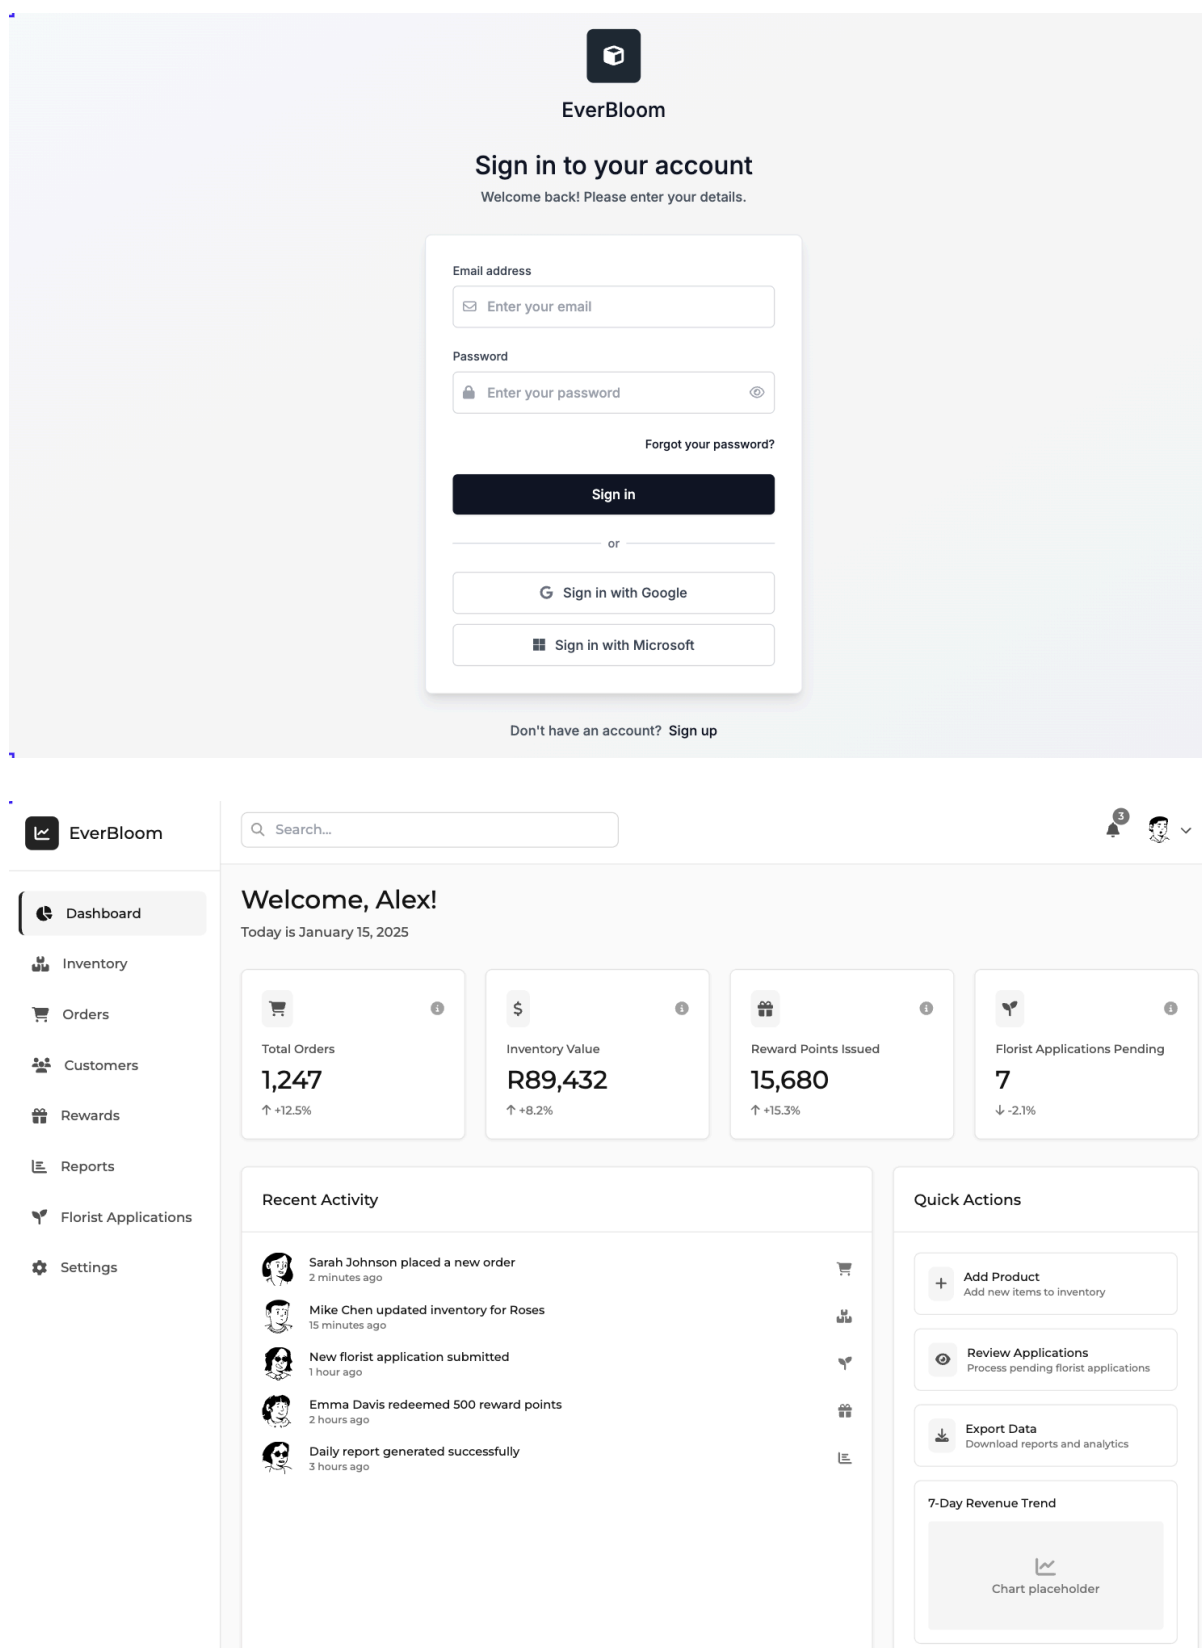 EverBloom
Sign in to your account
Welcome back! Please enter your details.
Email address
Enter your email
Password
Enter your password
Forgot your password?
Sign in
or
G Sign in with Google
Sign in with Microsoft
Don't have an account? Sign up
EverBloom
Search...
3
Dashboard
Inventory
Orders
Customers
Rewards
Reports
Florist Applications
Settings
Welcome, Alex!
Today is January 15, 2025
Total Orders
1,247
↑ +12.5%
$
Inventory Value
R89,432
↑ +8.2%
Reward Points Issued
15,680
↑ +15.3%
Florist Applications Pending
7
↓ -2.1%
Recent Activity
Sarah Johnson placed a new order
2 minutes ago
Mike Chen updated inventory for Roses
15 minutes ago
New florist application submitted
1 hour ago
Emma Davis redeemed 500 reward points
2 hours ago
Daily report generated successfully
3 hours ago
Quick Actions
Add Product
Add new items to inventory
Review Applications
Process pending florist applications
Export Data
Download reports and analytics
7-Day Revenue Trend
Chart placeholder